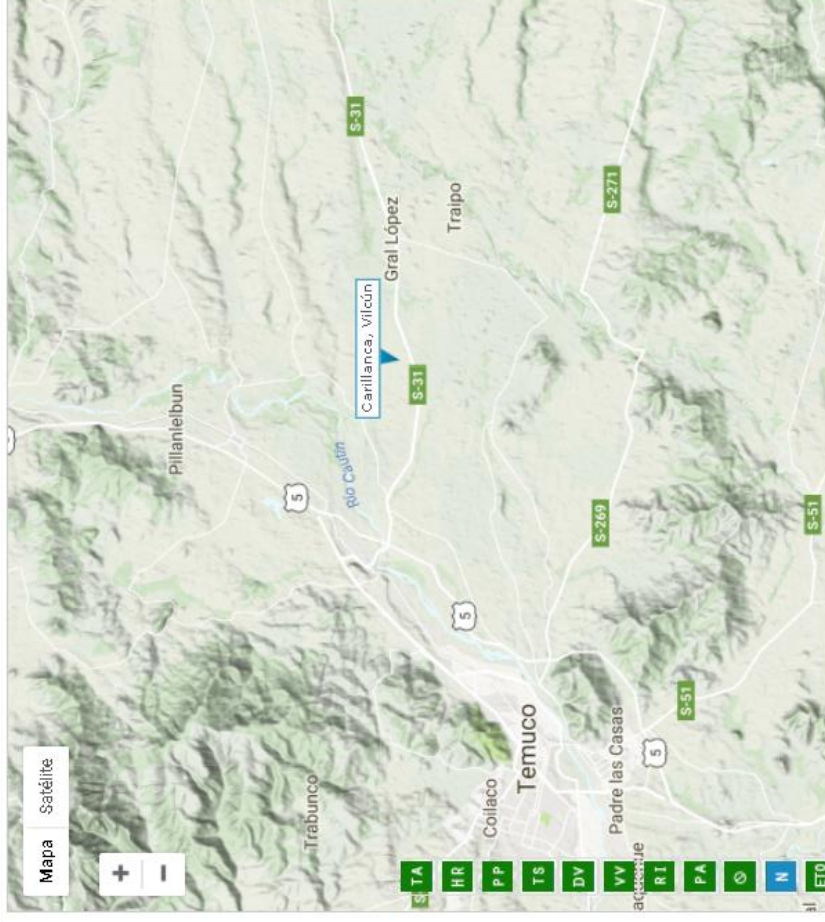 Mapa
Satélite
+
−
Pillanlelbun
Trabunco
5
Río Cautín
S-31
Gral López
Carillanca, Vilcún
S-31
Traipo
5
Coilaco
Temuco
S-269
S-271
Padre las Casas
5
S-51
S-51
TA
HR
PP
TS
DV
VV
RI
PA
N